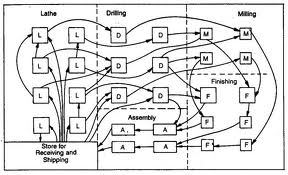 Lathe Drilling Milling
L L D D M M
L L D D M M
Finishing
L L D D F F
Assembly
L L A A F F
Store for
Receiving and
Shipping
A A F F